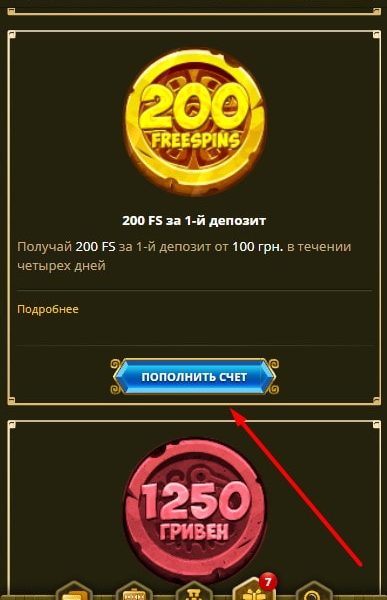 200
FREESPINS
200 FS за 1-й депозит
Получай 200 FS за 1-й депозит от 100 грн. в течении
четырех дней
Подробнее
ПОПОЛНИТЬ СЧЕТ
1250
ГРИВЕН
7